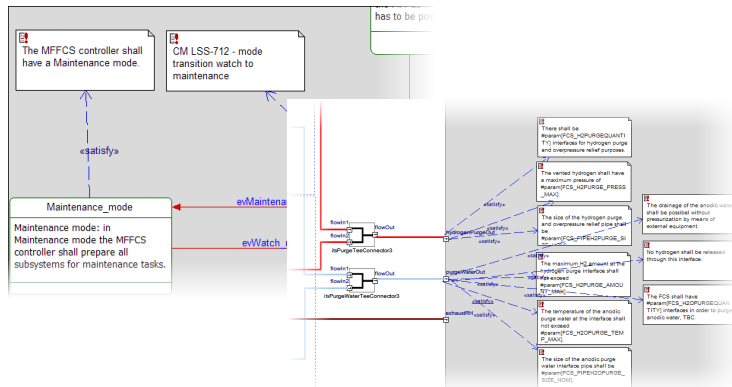 has to be pos
The MFFCS controller shall
have a Maintenance mode.
CM LSS-712 - mode
transition watch to
maintenance
«satisfy»
Maintenance_mode
Maintenance mode: in
Maintenance mode the MFFCS
controller shall prepare all
subsystems for maintenance tasks.
evMaintena
evWatch_
There shall be
#param[FCS_H2PURGEQUANTI
TY] interfaces for hydrogen purge
and overpressure relief purposes.
The vented hydrogen shall have
a maximum pressure of
#param[FCS_H2PURGE_PRESS
_MAX].
«satisfy»
The size of the hydrogen purge
and overpressure relief pipe shall
be
#param[FCS_PIPEH2PURGE_SI
The drainage of the anodic water
shall be possible without
pressurization by means of
external equipment.
flowIn1
flowIn2
flowOut
itsPurgeTeeConnector3
hydrogenPurgeOut
«satisfy»
«satisfy»
No hydrogen shall be released
through this interface.
The maximum H2 amount at the
hydrogen purge interface shall
not exceed
#param[FCS_H2PURGE_AMOU
NT_MAX].
flowIn1
flowIn2
flowOut
itsPurgeWaterTeeConnector3
purgeWaterOut
«satisfy»
«satisfy»
The FCS shall have
#param[FCS_H2OPURGEQUAN
TITY] interfaces in order to purge
anodic water, TBC.
The temperature of the anodic
purge water at the interface shall
not exceed
#param[FCS_H2OPURGE_TEM
P_MAX].
«satisfy»
exhaustRH
«satisfy»
The size of the anodic purge
water interface pipe shall be
#param[FCS_PIPEH2OPURGE_
SIZE_NOM].